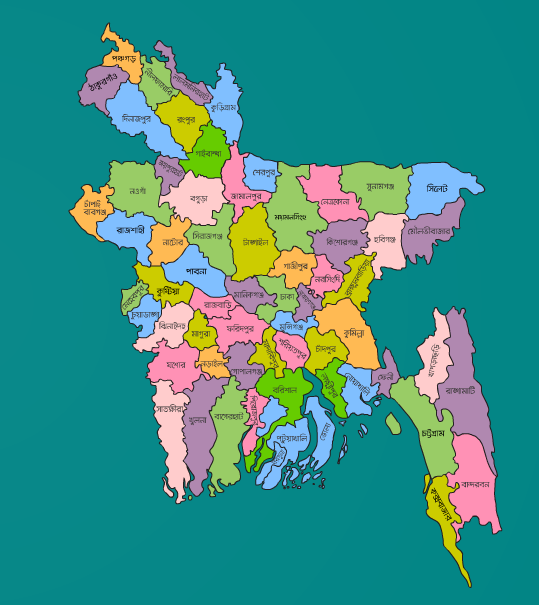 পঞ্চগড়
ঠাকুরগাঁও
নীলফামারী
লালমনিরহাট
কুড়িগ্রাম
দিনাজপুর
রংপুর
গাইবান্ধা
জয়পুরহাট
নওগাঁ
বগুড়া
জামালপুর
শেরপুর
নেত্রকোনা
সুনামগঞ্জ
সিলেট
চাঁপাই
নবাবগঞ্জ
রাজশাহী
নাটোর
সিরাজগঞ্জ
টাঙ্গাইল
ময়মনসিংহ
কিশোরগঞ্জ
হবিগঞ্জ
মৌলভীবাজার
পাবনা
গাজীপুর
নরসিংদী
ব্রাহ্মণবাড়িয়া
কুষ্টিয়া
মেহেরপুর
চুয়াডাঙ্গা
ঝিনাইদহ
মাগুরা
রাজবাড়ি
মানিকগঞ্জ
ঢাকা
ফরিদপুর
মুন্সিগঞ্জ
কুমিল্লা
যশোর
নড়াইল
গোপালগঞ্জ
মাদারীপুর
শরিয়তপুর
চাঁদপুর
লক্ষ্মীপুর
নোয়াখালি
ফেনী
খাগড়াছড়ি
রাঙ্গামাটি
সাতক্ষীরা
খুলনা
বাগেরহাট
পিরোজপুর
বরিশাল
পটুয়াখালি
ভোলা
চট্টগ্রাম
বান্দরবন
কক্সবাজার